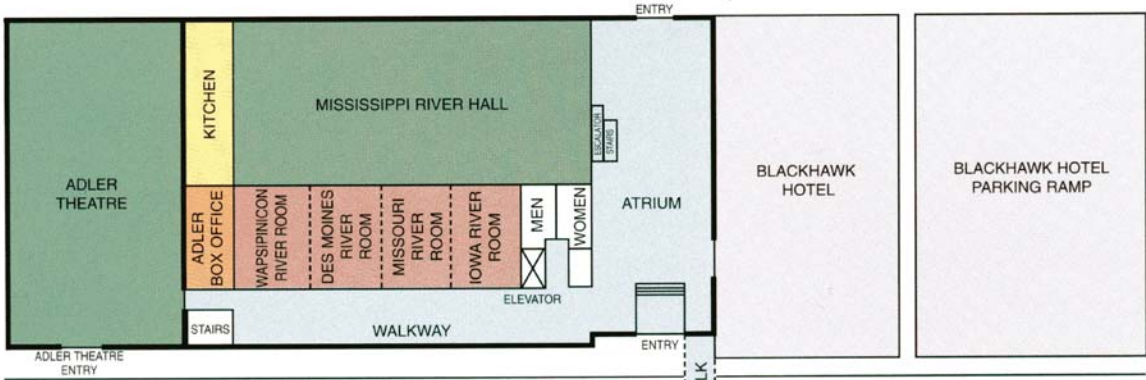 ENTRY
KITCHEN
MISSISSIPPI RIVER HALL
ESCALATOR
STAIRS
ADLER
THEATRE
BLACKHAWK
HOTEL
BLACKHAWK HOTEL
PARKING RAMP
ADLER
BOX OFFICE
WAPSIPINICON
RIVER ROOM
DES MOINES
RIVER
ROOM
MISSOURI
RIVER
ROOM
IOWA RIVER
ROOM
MEN
WOMEN
ATRIUM
ELEVATOR
STAIRS
WALKWAY
ENTRY
ADLER THEATRE
ENTRY
LK